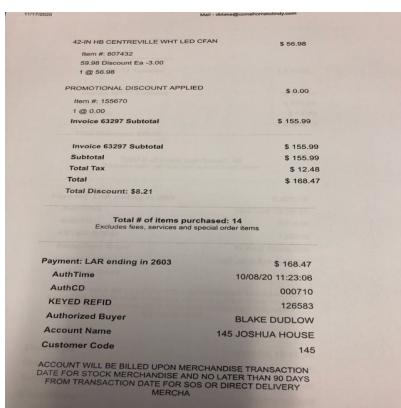 11/17/2020
42-IN HB CENTREVILLE WHT LED CFAN $ 56.98
Item #: 807432
59.98 Discount Ea -3.00
1 @ 56.98
PROMOTIONAL DISCOUNT APPLIED $ 0.00
Item #: 155670
1 @ 0.00
Invoice 63297 Subtotal $ 155.99
Invoice 63297 Subtotal $ 155.99
Subtotal $ 155.99
Total Tax $ 12.48
Total $ 168.47
Total Discount: $8.21
Total # of items purchased: 14
Excludes fees, services and special order items
Payment: LAR ending in 2603 $ 168.47
AuthTime 10/08/20 11:23:06
AuthCD 000710
KEYED REFID 126583
Authorized Buyer BLAKE DUDLOW
Account Name 145 JOSHUA HOUSE
Customer Code 145
ACCOUNT WILL BE BILLED UPON MERCHANDISE TRANSACTION
DATE FOR STOCK MERCHANDISE AND NO LATER THAN 90 DAYS
FROM TRANSACTION DATE FOR SOS OR DIRECT DELIVERY
MERCHA